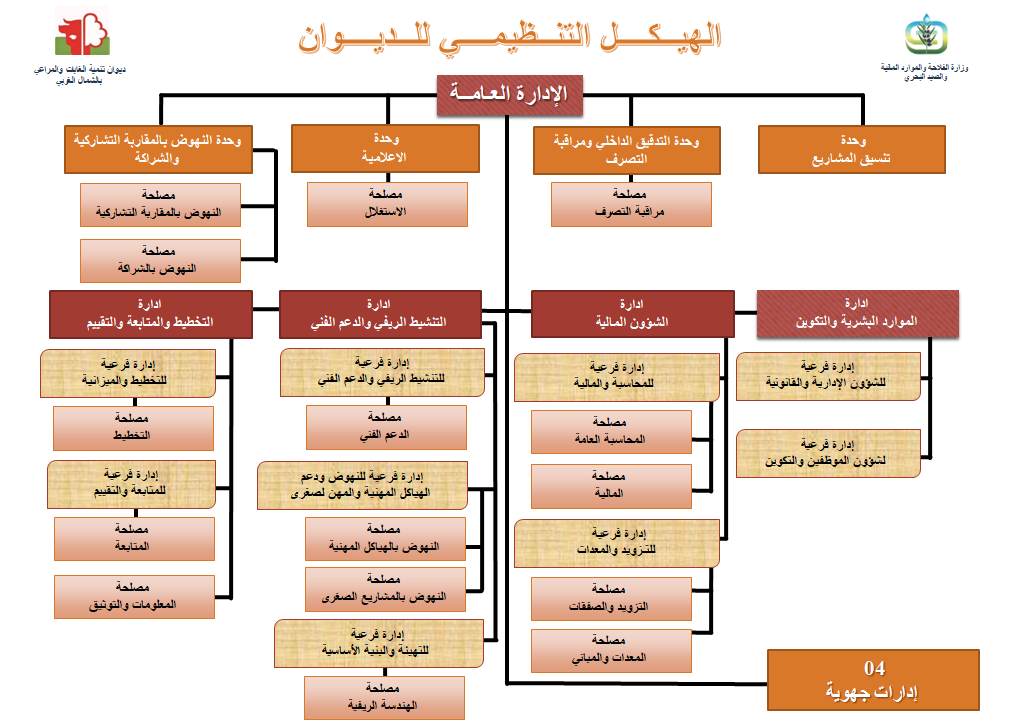 الهيكل التنظيمي للديوان
وزارة الفلاحة والموارد المائية
والصيد البحري
ديوان تنمية الغابات والمراعي
بالشمال الغربي
الإدارة العامة
وحدة
تنسيق المشاريع
وحدة التدقيق الداخلي ومراقبة
التصرف
مصلحة
مراقبة التصرف
وحدة
الاعلامية
مصلحة
الاستغلال
وحدة النهوض بالمقاربة التشاركية
والشراكة
مصلحة
النهوض بالمقاربة التشاركية
مصلحة
النهوض بالشراكة
ادارة
الموارد البشرية والتكوين
إدارة فرعية
للشؤون الإدارية والقانونية
إدارة فرعية
لشؤون الموظفين والتكوين
ادارة
الشؤون المالية
إدارة فرعية
للمحاسبة والمالية
مصلحة
المحاسبة العامة
مصلحة
المالية
إدارة فرعية
للتزويد والمعدات
مصلحة
التزويد والصفقات
مصلحة
المعدات والمباني
ادارة
التنشيط الريفي والدعم الفني
إدارة فرعية
للتنشيط الريفي والدعم الفني
مصلحة
الدعم الفني
إدارة فرعية للنهوض ودعم
الهياكل المهنية والمهن لصغرى
مصلحة
النهوض بالهياكل المهنية
مصلحة
النهوض بالمشاريع الصغرى
إدارة فرعية
للتهيئة والبنية الأساسية
مصلحة
الهندسة الريفية
ادارة
التخطيط والمتابعة والتقييم
إدارة فرعية
للتخطيط والميزانية
مصلحة
التخطيط
إدارة فرعية
للمتابعة والتقييم
مصلحة
المتابعة
مصلحة
المعلومات والتوثيق
04
إدارات جهوية